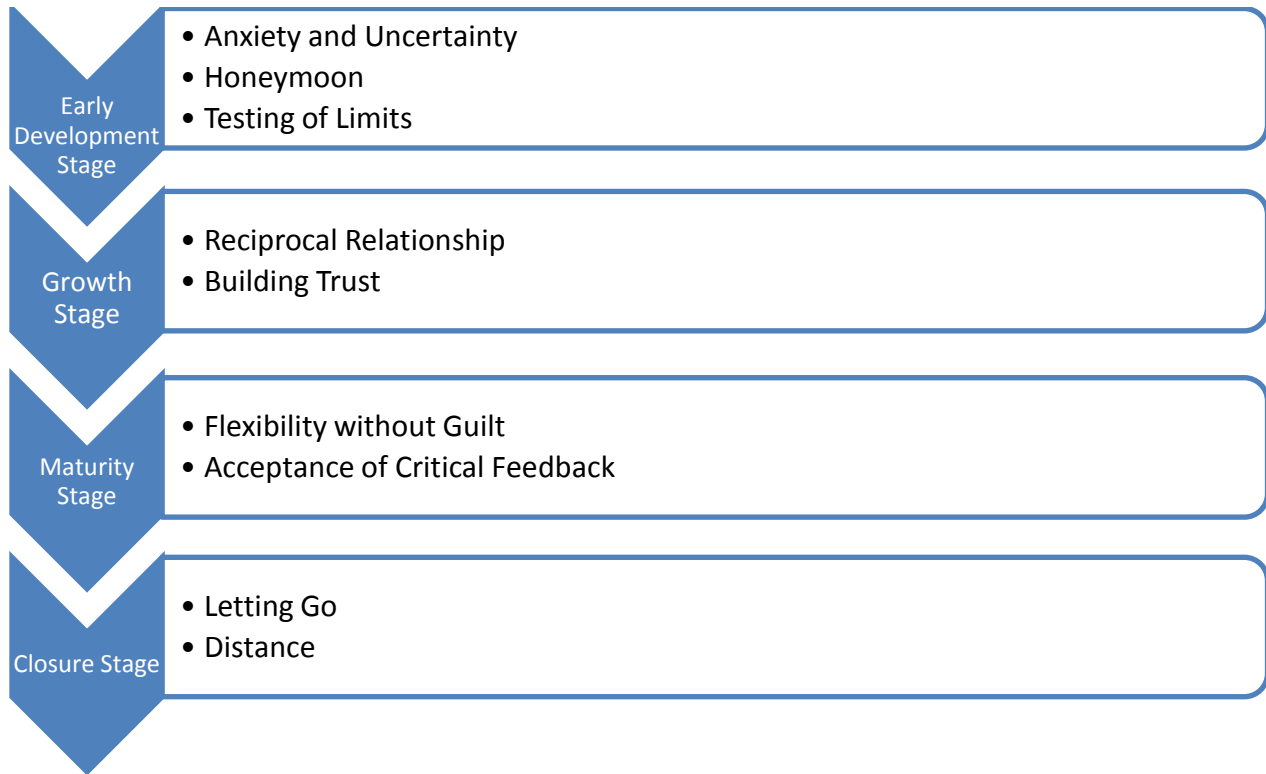 Early
Development
Stage
• Anxiety and Uncertainty
• Honeymoon
• Testing of Limits
Growth
Stage
• Reciprocal Relationship
• Building Trust
Maturity
Stage
• Flexibility without Guilt
• Acceptance of Critical Feedback
Closure Stage
• Letting Go
• Distance